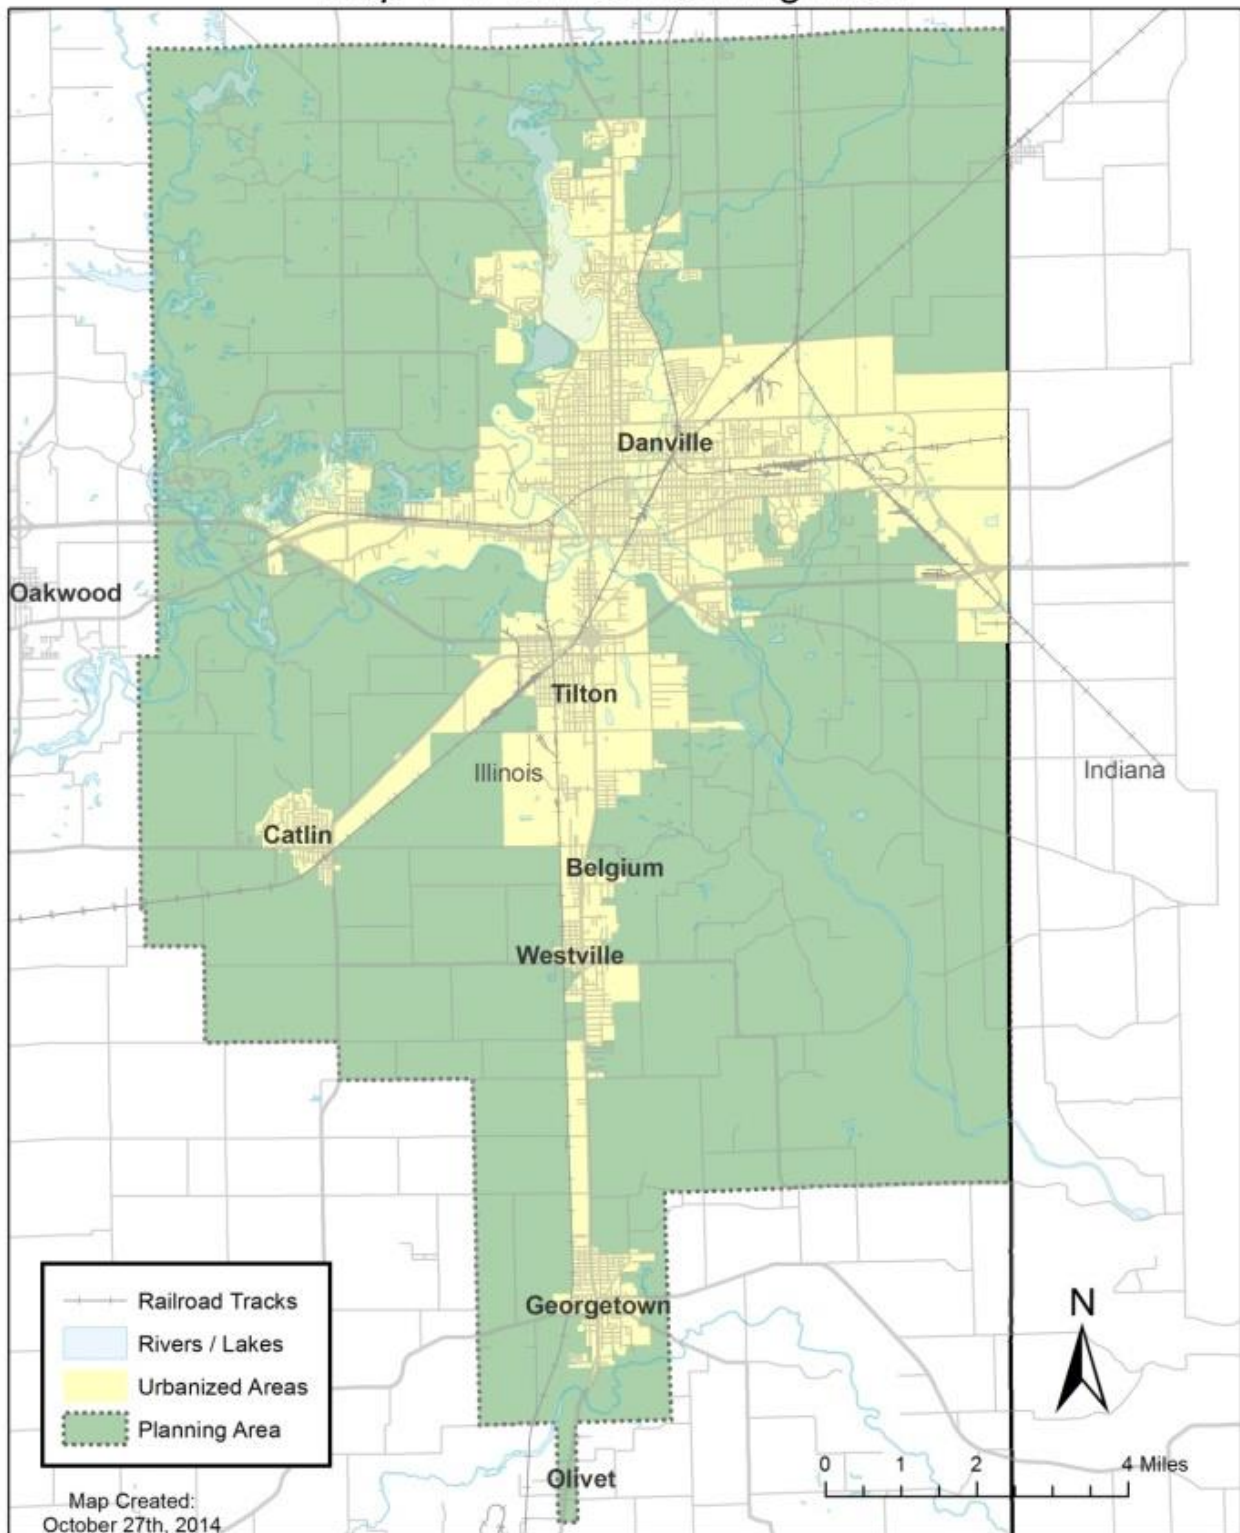 Danville
Oakwood
Tilton
Illinois
Indiana
Catlin
Belgium
Westville
Georgetown
Olivet
Railroad Tracks
Rivers / Lakes
Urbanized Areas
Planning Area
N
0 1 2 4 Miles
Map Created:
October 27th, 2014